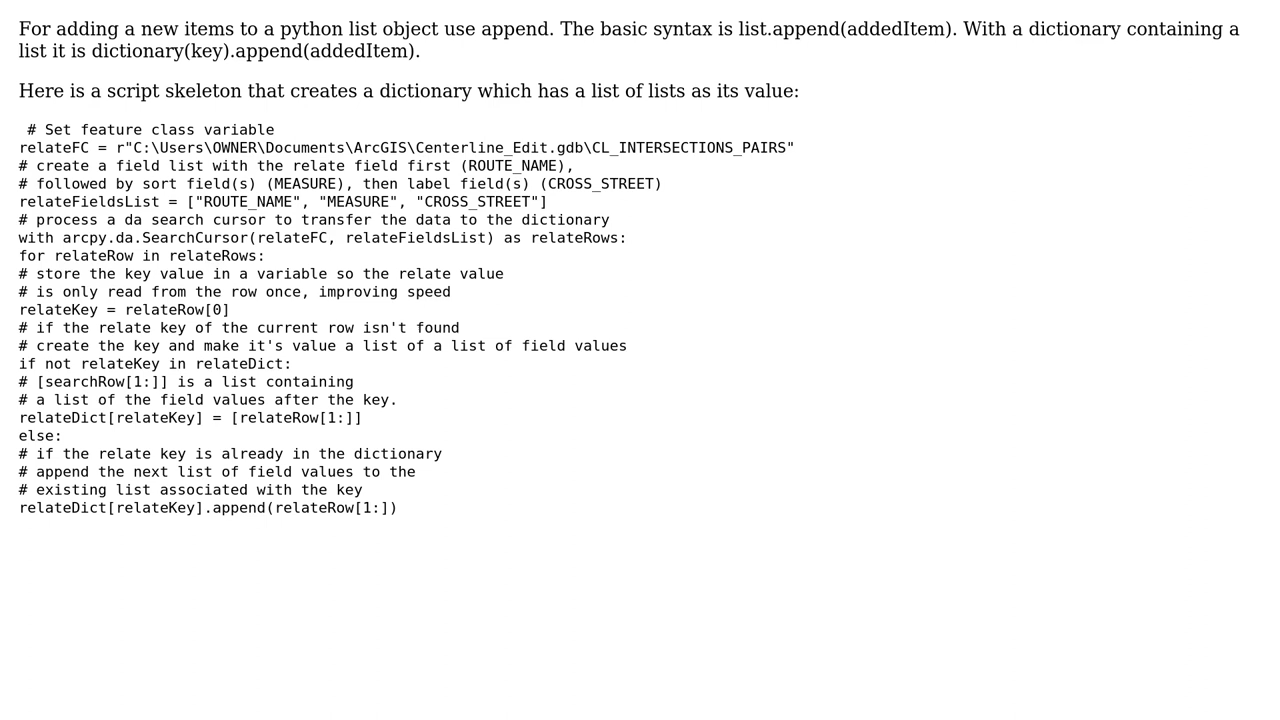 For adding a new items to a python list object use append. The basic syntax is list.append(addedItem). With a dictionary containing a
list it is dictionary(key).append(addedItem).
Here is a script skeleton that creates a dictionary which has a list of lists as its value:
# Set feature class variable
relateFC = r"C:\Users\OWNER\Documents\ArcGIS\Centerline_Edit.gdb\CL_INTERSECTIONS_PAIRS"
# create a field list with the relate field first (ROUTE_NAME),
# followed by sort field(s) (MEASURE), then label field(s) (CROSS_STREET)
relateFieldsList = ["ROUTE_NAME", "MEASURE", "CROSS_STREET"]
# process a da search cursor to transfer the data to the dictionary
with arcpy.da.SearchCursor(relateFC, relateFieldsList) as relateRows:
for relateRow in relateRows:
# store the key value in a variable so the relate value
# is only read from the row once, improving speed
relateKey = relateRow[0]
# if the relate key of the current row isn't found
# create the key and make it's value a list of a list of field values
if not relateKey in relateDict:
# [searchRow[1:]] is a list containing
# a list of the field values after the key.
relateDict[relateKey] = [relateRow[1:]]
else:
# if the relate key is already in the dictionary
# append the next list of field values to the
# existing list associated with the key
relateDict[relateKey].append(relateRow[1:])